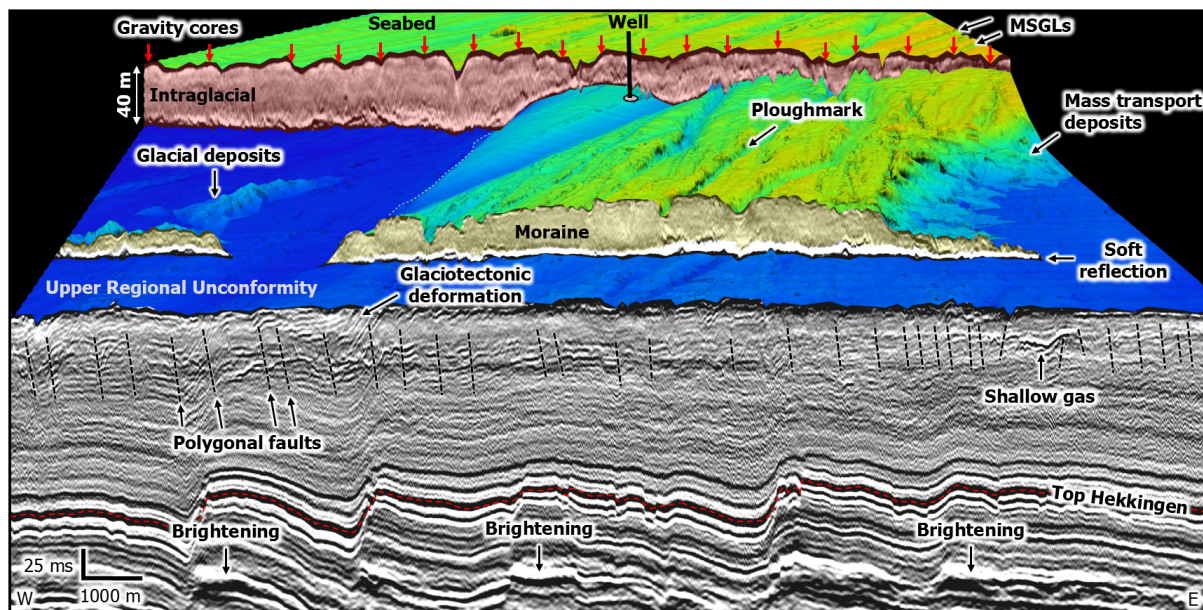 Gravity cores
Seabed
Well
MSGLs
40 m
Intraglacial
Ploughmark
Mass transport
deposits
Glacial deposits
Moraine
Soft
reflection
Upper Regional Unconformity
Glaciotectonic
deformation
Shallow gas
Polygonal faults
Top Hekkingen
Brightening
Brightening
Brightening
25 ms
1000 m
W
E